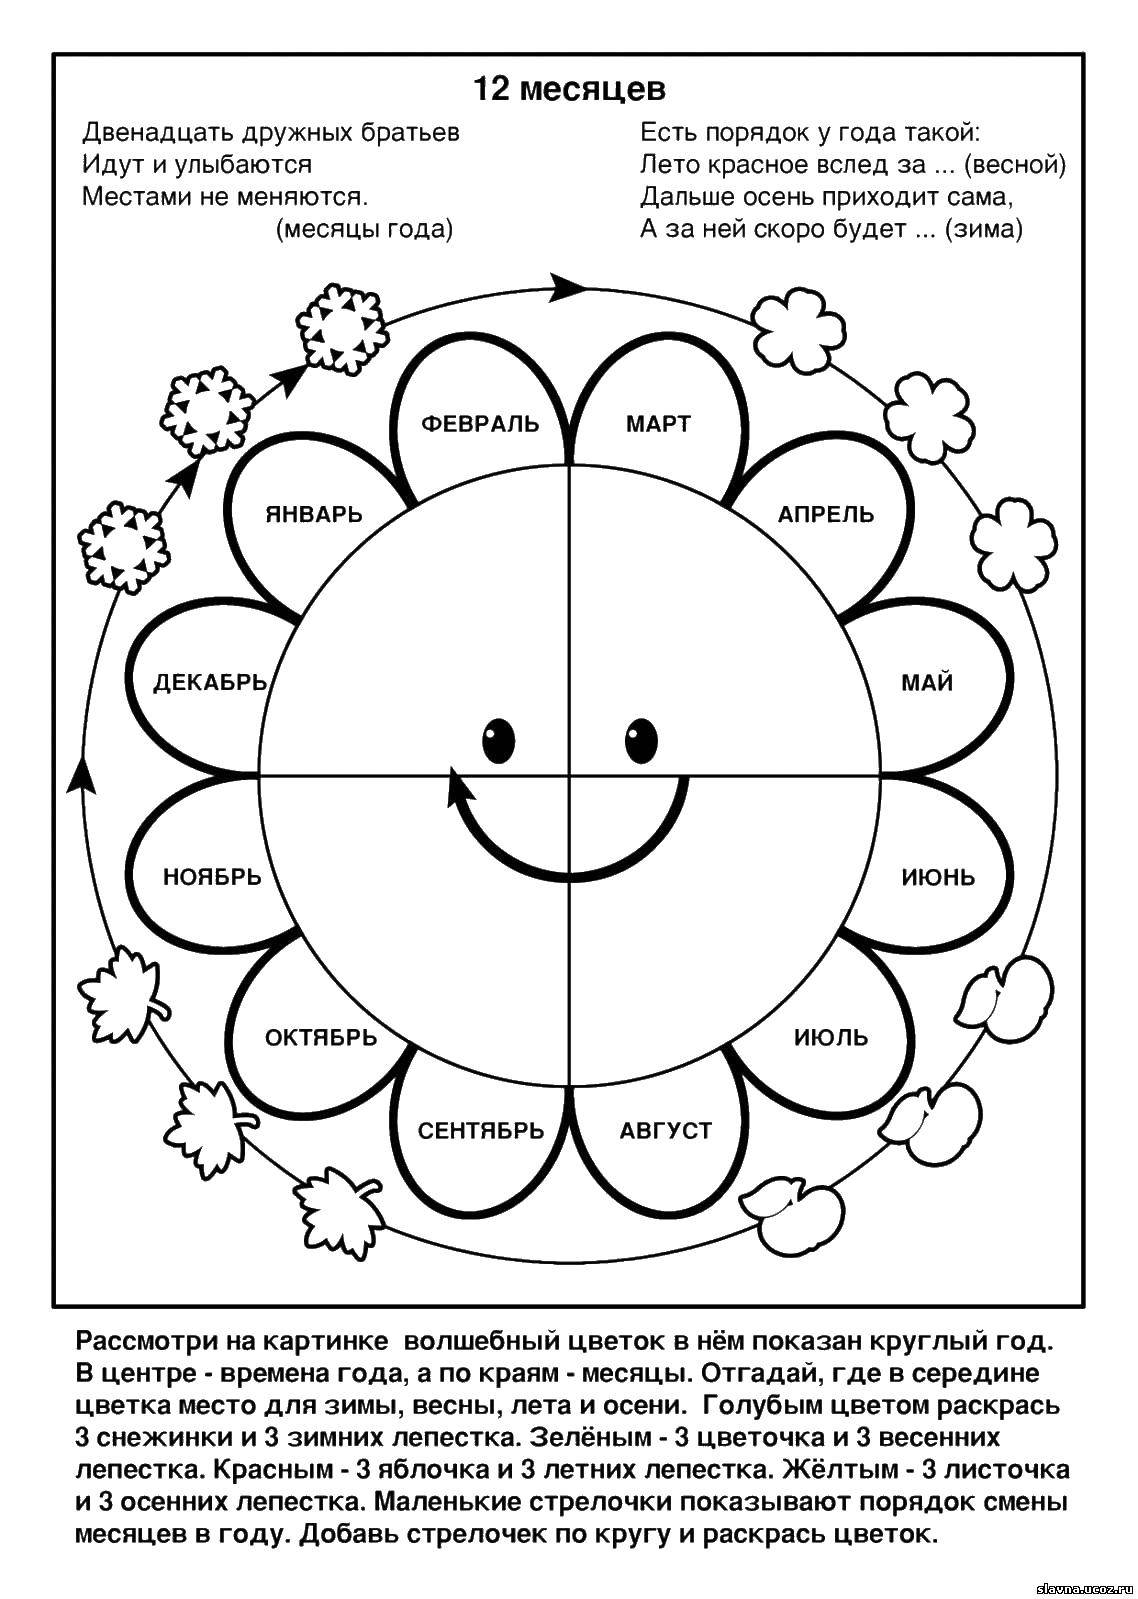 12 месяцев
Двенадцать дружных братьев
Идут и улыбаются
Местами не меняются.
(месяцы года)
Есть порядок у года такой:
Лето красное вслед за ... (весной)
Дальше осень приходит сама,
А за ней скоро будет ... (зима)
ФЕВРАЛЬ
МАРТ
ЯНВАРЬ
АПРЕЛЬ
ДЕКАБРЬ
МАЙ
НОЯБРЬ
ИЮНЬ
ОКТЯБРЬ
ИЮЛЬ
СЕНТЯБРЬ
АВГУСТ
Рассмотри на картинке волшебный цветок в нём показан круглый год.
В центре - времена года, а по краям - месяцы. Отгадай, где в середине
цветка место для зимы, весны, лета и осени. Голубым цветом раскрась
3 снежинки и 3 зимних лепестка. Зелёным - 3 цветочка и 3 весенних
лепестка. Красным - 3 яблочка и 3 летних лепестка. Жёлтым - 3 листочка
и 3 осенних лепестка. Маленькие стрелочки показывают порядок смены
месяцев в году. Добавь стрелочек по кругу и раскрась цветок.
slavna.ucoz.ru